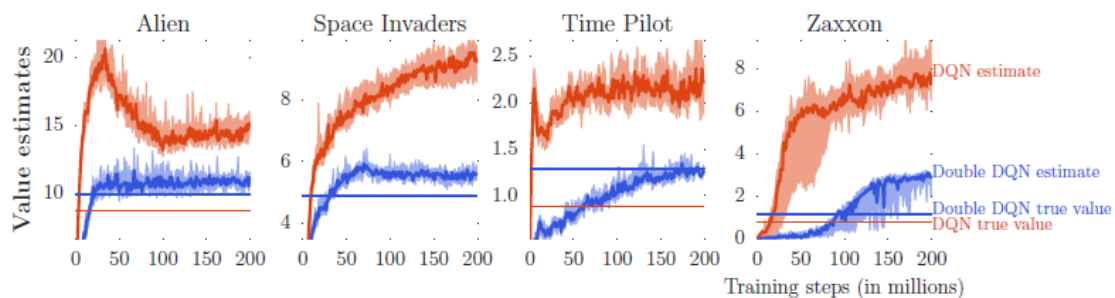 Alien
Space Invaders
Time Pilot
Zaxxon
Value estimates
20
15
10
0 50 100 150 200
8
6
4
0 50 100 150 200
2.5
2.0
1.5
1.0
0 50 100 150 200
8
6
4
2
0
0 50 100 150 200
DQN estimate
Double DQN estimate
Double DQN true value
DQN true value
Training steps (in millions)